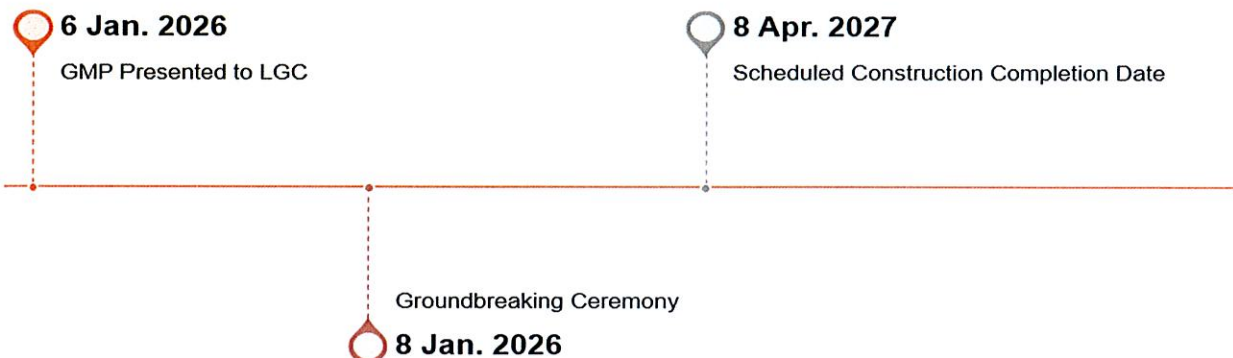 6 Jan. 2026
GMP Presented to LGC
8 Apr. 2027
Scheduled Construction Completion Date
Groundbreaking Ceremony
8 Jan. 2026